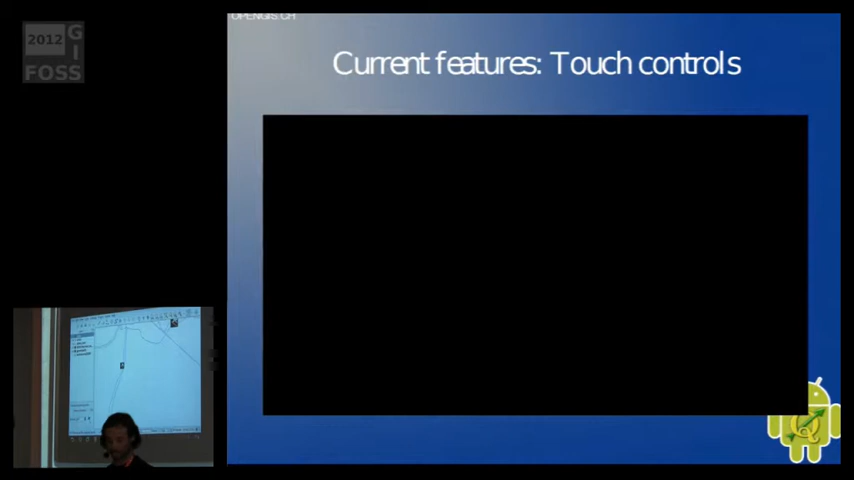 2012
G
I
FOSS
OPENGIS.CH
Current features: Touch controls